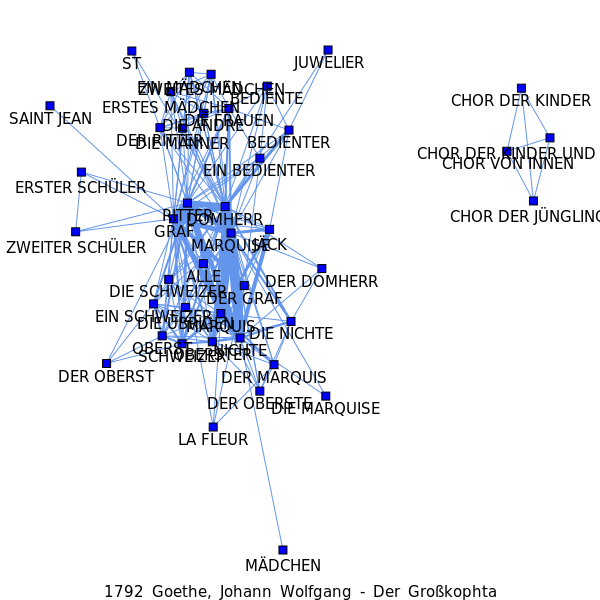 ST
JUWELIER
EIN MÄDCHEN
ZWEITES MÄDCHEN
BEDIENTE
CHOR DER KINDER
ERSTES MÄDCHEN
SAINT JEAN
DIE FRAUEN
DIE ANDRE
DER RITTER
DIE MÄNNER
BEDIENTER
CHOR DER KINDER UND
CHOR VON INNEN
EIN BEDIENTER
ERSTER SCHÜLER
RITTER
DOMHERR
CHOR DER JÜNGLING
GRAF
MARQUISE
JÄCK
ZWEITER SCHÜLER
ALLE
DER DOMHERR
DIE SCHWEIZER
DER GRAF
EIN SCHWEIZER
DIE ÜBRIGEN
MARQUIS
DIE NICHTE
OBERST
NICHTE
SCHWEIZER
DER OBERST
DER MARQUIS
DER OBERSTE
DIE MARQUISE
LA FLEUR
MÄDCHEN
1792 Goethe, Johann Wolfgang - Der Großkophta